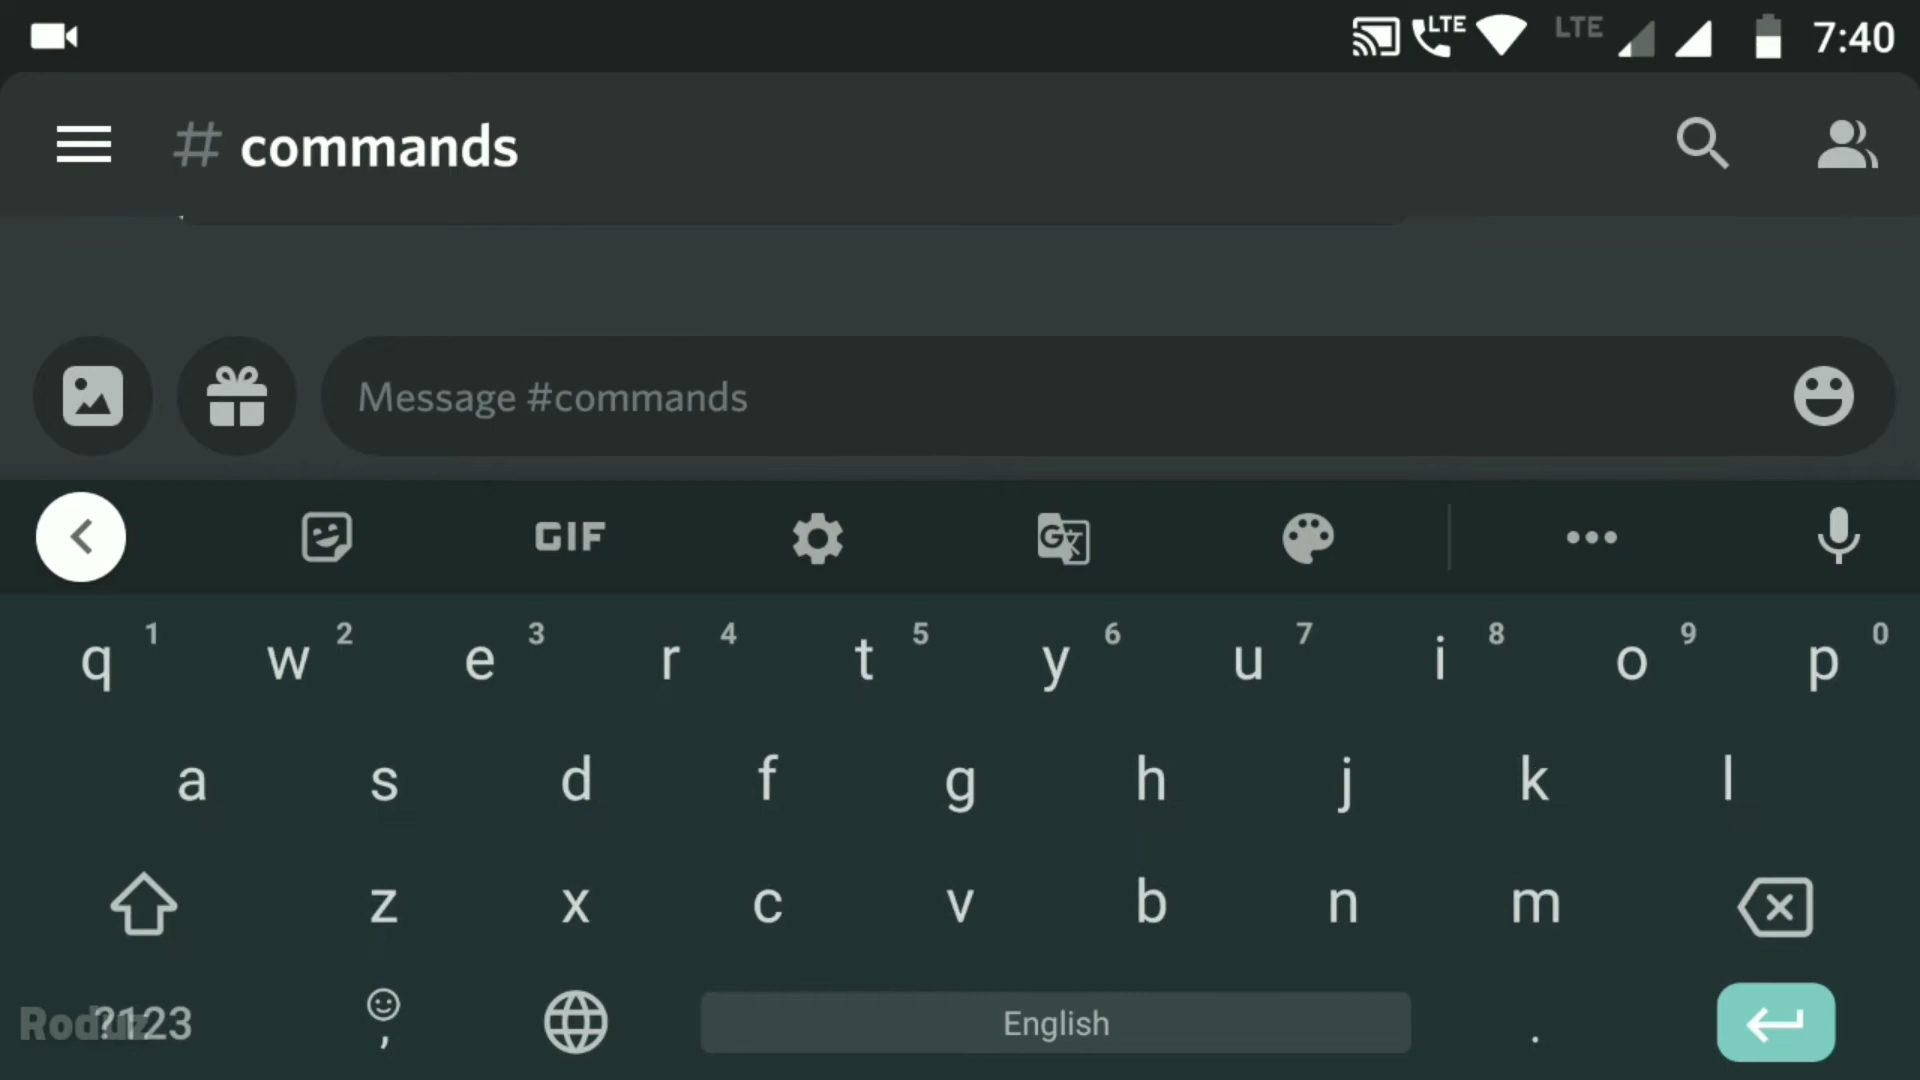 LTE LTE 7:40
# commands
Message #commands
GIF
q 1 w 2 e 3 r 4 t 5 y 6 u 7 i 8 o 9 p 0
a s d f g h j k l
z x c v b n m
?123 , English .
Roduz